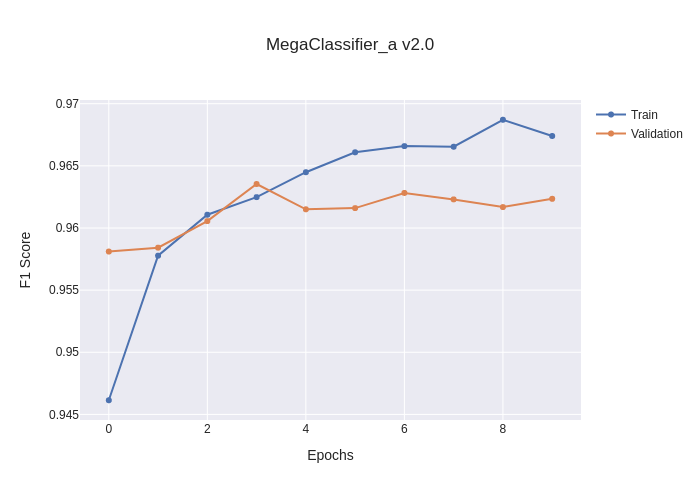 MegaClassifier_a v2.0
0.97
0.965
0.96
0.955
0.95
0.945
F1 Score
0 2 4 6 8
Epochs
Train
Validation